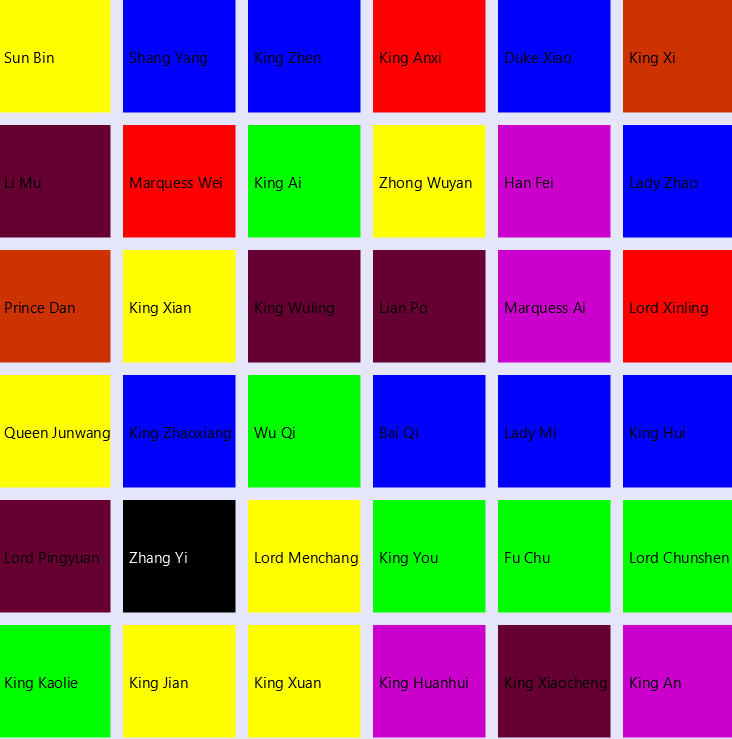 Sun Bin
Shang Yang
King Zhen
King Anxi
Duke Xiao
King Xi
Li Mu
Marquess Wei
King Ai
Zhong Wuyan
Han Fei
Lady Zhao
Prince Dan
King Xian
King Wuling
Lian Po
Marquess Ai
Lord Xinling
Queen Junwang
King Zhaoxiang
Wu Qi
Bai Qi
Lady Mi
King Hui
Lord Pingyuan
Zhang Yi
Lord Menchang
King You
Fu Chu
Lord Chunshen
King Kaolie
King Jian
King Xuan
King Huanhui
King Xiaocheng
King An